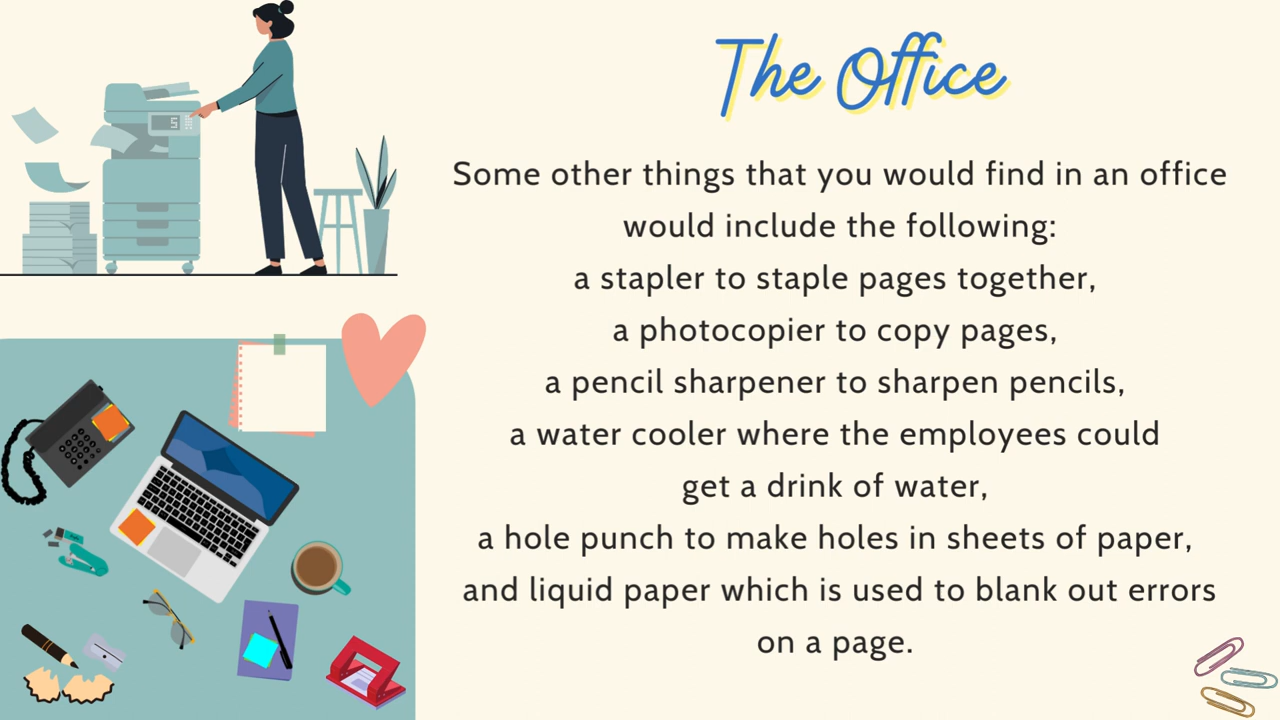 The Office
Some other things that you would find in an office
would include the following:
a stapler to staple pages together,
a photocopier to copy pages,
a pencil sharpener to sharpen pencils,
a water cooler where the employees could
get a drink of water,
a hole punch to make holes in sheets of paper,
and liquid paper which is used to blank out errors
on a page.